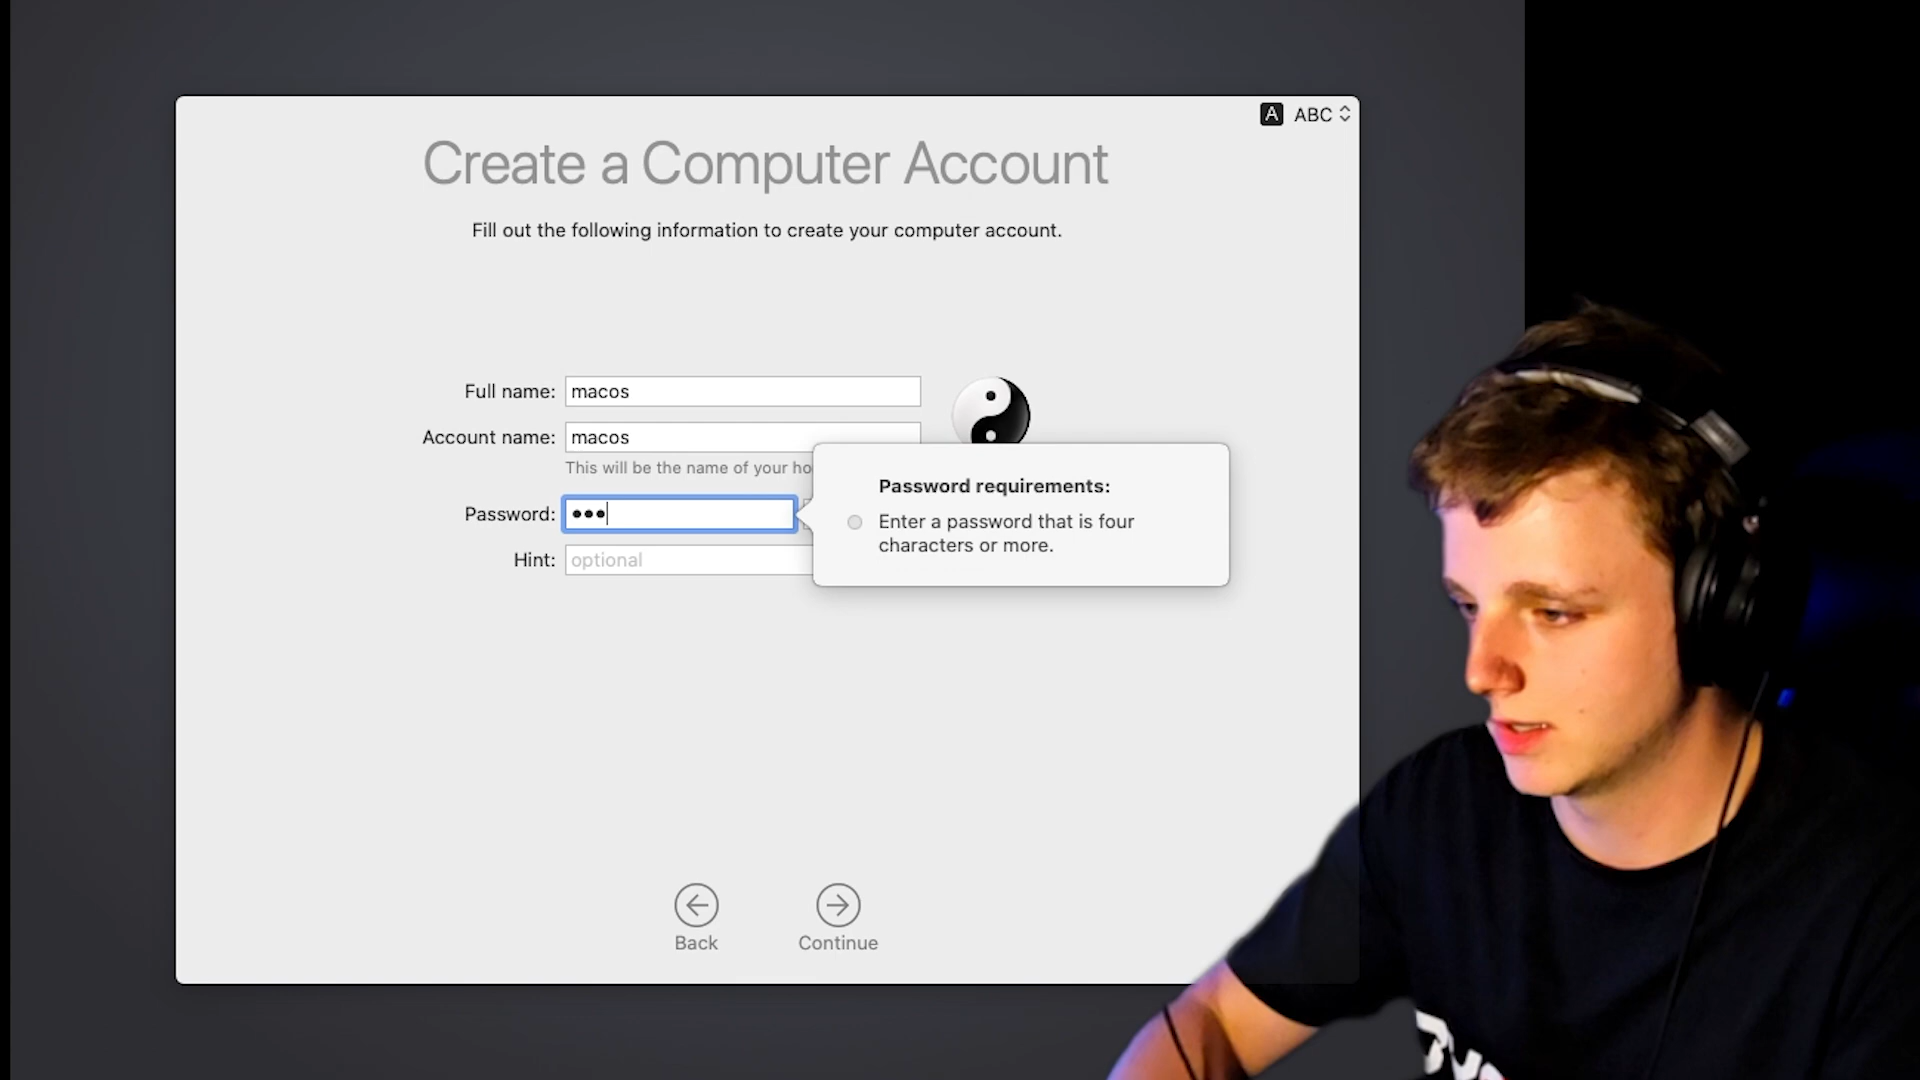 A ABC
Create a Computer Account
Fill out the following information to create your computer account.
Full name: macos
Account name: macos
This will be the name of your ho
Password: •••
Password requirements:
Enter a password that is four
characters or more.
Hint: optional
Back
Continue